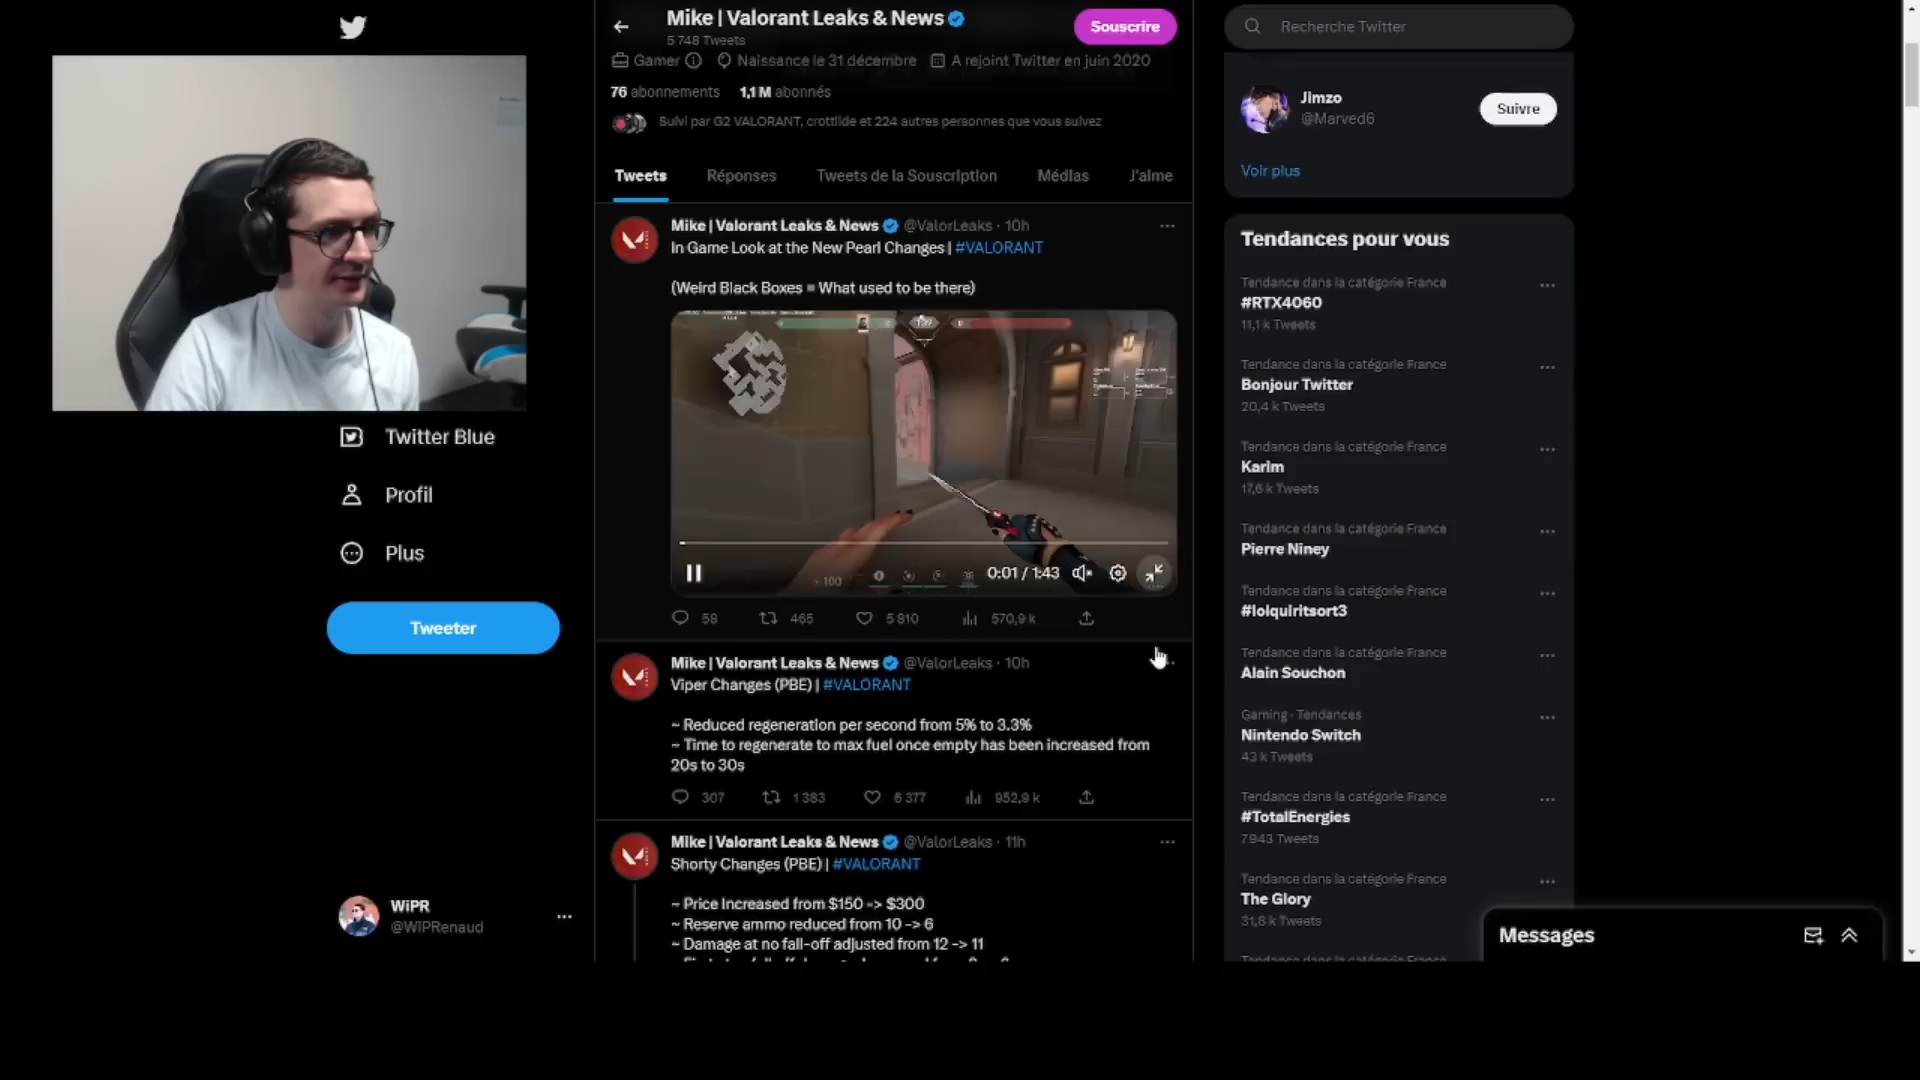 Mike | Valorant Leaks & News
5 748 Tweets
Souscrire
Gamer
Naissance le 31 décembre
A rejoint Twitter en juin 2020
76 abonnements 1,1 M abonnés
Suivi par G2 VALORANT, crottilde et 224 autres personnes que vous suivez
Tweets
Réponses
Tweets de la Souscription
Médias
J'aime
Mike | Valorant Leaks & News @ValorLeaks · 10h
In Game Look at the New Pearl Changes | #VALORANT
(Weird Black Boxes = What used to be there)
100
0:01 / 1:43
58
465
5 810
570,9 k
Mike | Valorant Leaks & News @ValorLeaks · 10h
Viper Changes (PBE) | #VALORANT
~ Reduced regeneration per second from 5% to 3.3%
~ Time to regenerate to max fuel once empty has been increased from
20s to 30s
307
1 383
6 377
952,9 k
Mike | Valorant Leaks & News @ValorLeaks · 11h
Shorty Changes (PBE) | #VALORANT
~ Price Increased from $150 -> $300
~ Reserve ammo reduced from 10 -> 6
~ Damage at no fall-off adjusted from 12 -> 11
Twitter Blue
Profil
Plus
Tweeter
WiPR
@WIPRenaud
Recherche Twitter
Jimzo
@Marved6
Suivre
Voir plus
Tendances pour vous
Tendance dans la catégorie France
#RTX4060
11,1 k Tweets
Tendance dans la catégorie France
Bonjour Twitter
20,4 k Tweets
Tendance dans la catégorie France
Karim
17,6 k Tweets
Tendance dans la catégorie France
Pierre Niney
Tendance dans la catégorie France
#lolquiritsort3
Tendance dans la catégorie France
Alain Souchon
Gaming · Tendances
Nintendo Switch
43 k Tweets
Tendance dans la catégorie France
#TotalEnergies
7 943 Tweets
Tendance dans la catégorie France
The Glory
31,8 k Tweets
Tendance dans la catégorie France
Messages